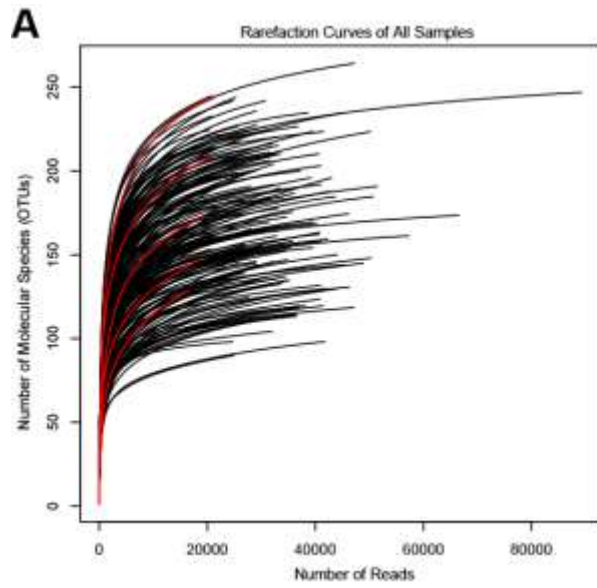 A
Rarefaction Curves of All Samples
Number of Molecular Species (OTUs)
250
200
150
100
50
0
0 20000 40000 60000 80000
Number of Reads